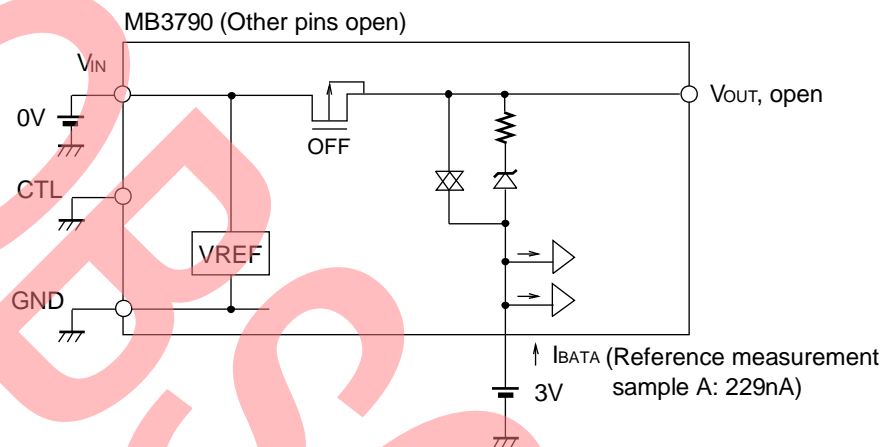 MB3790 (Other pins open)
VIN
0V
VOUT, open
OFF
CTL
VREF
GND
IBATA (Reference measurement
3V
sample A: 229nA)